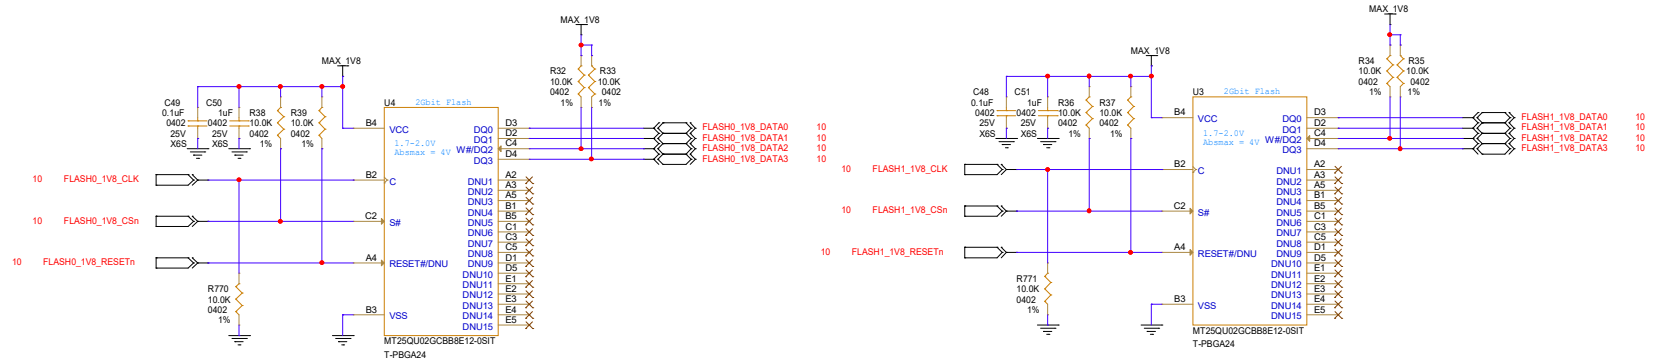 MAX_1V8
MAX_1V8
C49
0.1uF
0402
25V
X6S
C50
1uF
0402
25V
X6S
R38
10.0K
0402
1%
R39
10.0K
0402
1%
R32
10.0K
0402
1%
R33
10.0K
0402
1%
U4
2Gbit Flash
1.7-2.0V
Absmax = 4V
B4 VCC
B2 C
C2 S#
A4 RESET#/DNU
B3 VSS
DQ0 D3
DQ1 D2
W#/DQ2 C4
DQ3 D4
DNU1 A2
DNU2 A3
DNU3 A5
DNU4 B1
DNU5 B5
DNU6 C1
DNU7 C3
DNU8 C5
DNU9 D1
DNU10 D5
DNU11 E1
DNU12 E2
DNU13 E3
DNU14 E4
DNU15 E5
FLASH0_1V8_DATA0 10
FLASH0_1V8_DATA1 10
FLASH0_1V8_DATA2 10
FLASH0_1V8_DATA3 10
10 FLASH0_1V8_CLK
10 FLASH0_1V8_CSn
10 FLASH0_1V8_RESETn
R770
10.0K
0402
1%
MT25QU02GCBB8E12-0SIT
T-PBGA24
MAX_1V8
MAX_1V8
C48
0.1uF
0402
25V
X6S
C51
1uF
0402
25V
X6S
R36
10.0K
0402
1%
R37
10.0K
0402
1%
R34
10.0K
0402
1%
R35
10.0K
0402
1%
U3
2Gbit Flash
1.7-2.0V
Absmax = 4V
B4 VCC
B2 C
C2 S#
A4 RESET#/DNU
B3 VSS
DQ0 D3
DQ1 D2
W#/DQ2 C4
DQ3 D4
DNU1 A2
DNU2 A3
DNU3 A5
DNU4 B1
DNU5 B5
DNU6 C1
DNU7 C3
DNU8 C5
DNU9 D1
DNU10 D5
DNU11 E1
DNU12 E2
DNU13 E3
DNU14 E4
DNU15 E5
FLASH1_1V8_DATA0 10
FLASH1_1V8_DATA1 10
FLASH1_1V8_DATA2 10
FLASH1_1V8_DATA3 10
10 FLASH1_1V8_CLK
10 FLASH1_1V8_CSn
10 FLASH1_1V8_RESETn
R771
10.0K
0402
1%
MT25QU02GCBB8E12-0SIT
T-PBGA24